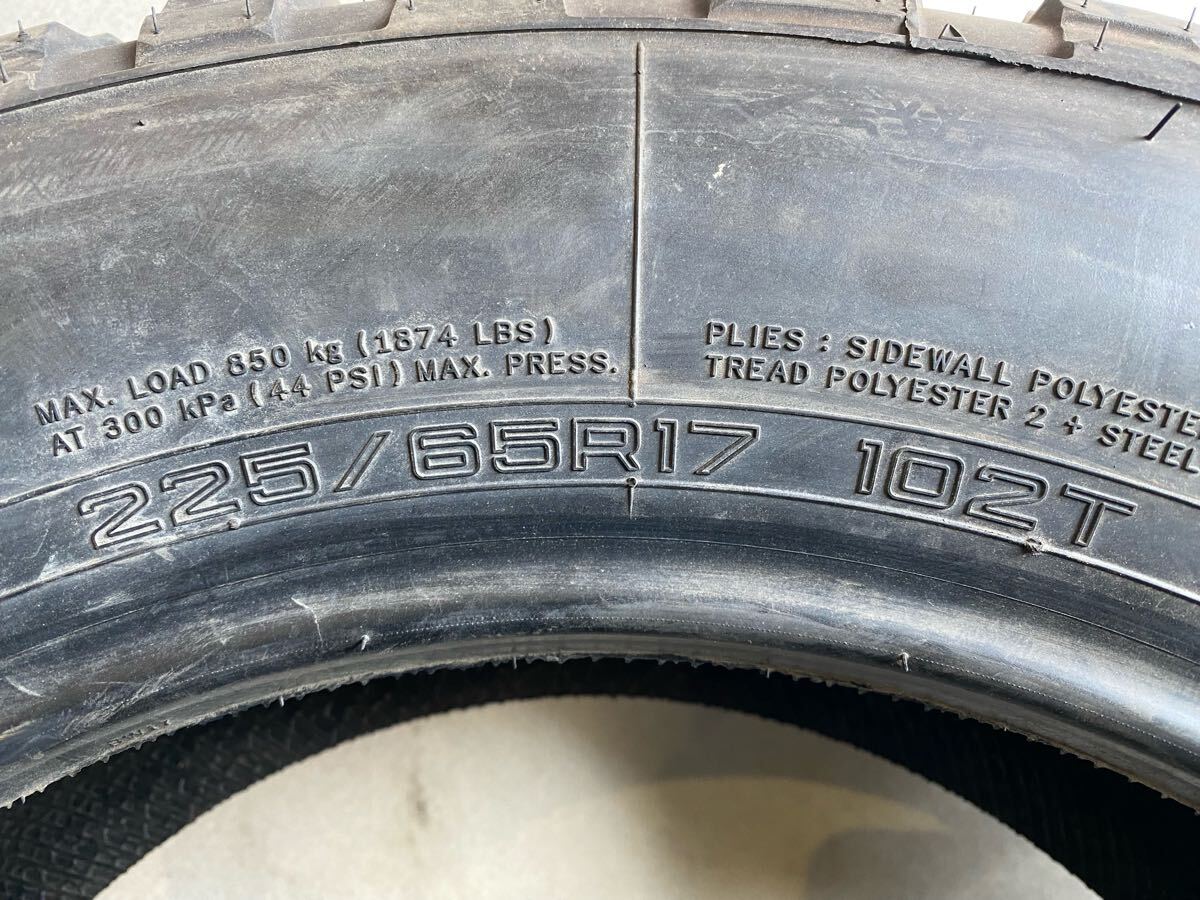 MAX. LOAD 850 kg (1874 LBS)
AT 300 kPa (44 PSI) MAX. PRESS.
PLIES : SIDEWALL POLYESTER
TREAD POLYESTER 2 + STEEL
225/65R17 102T